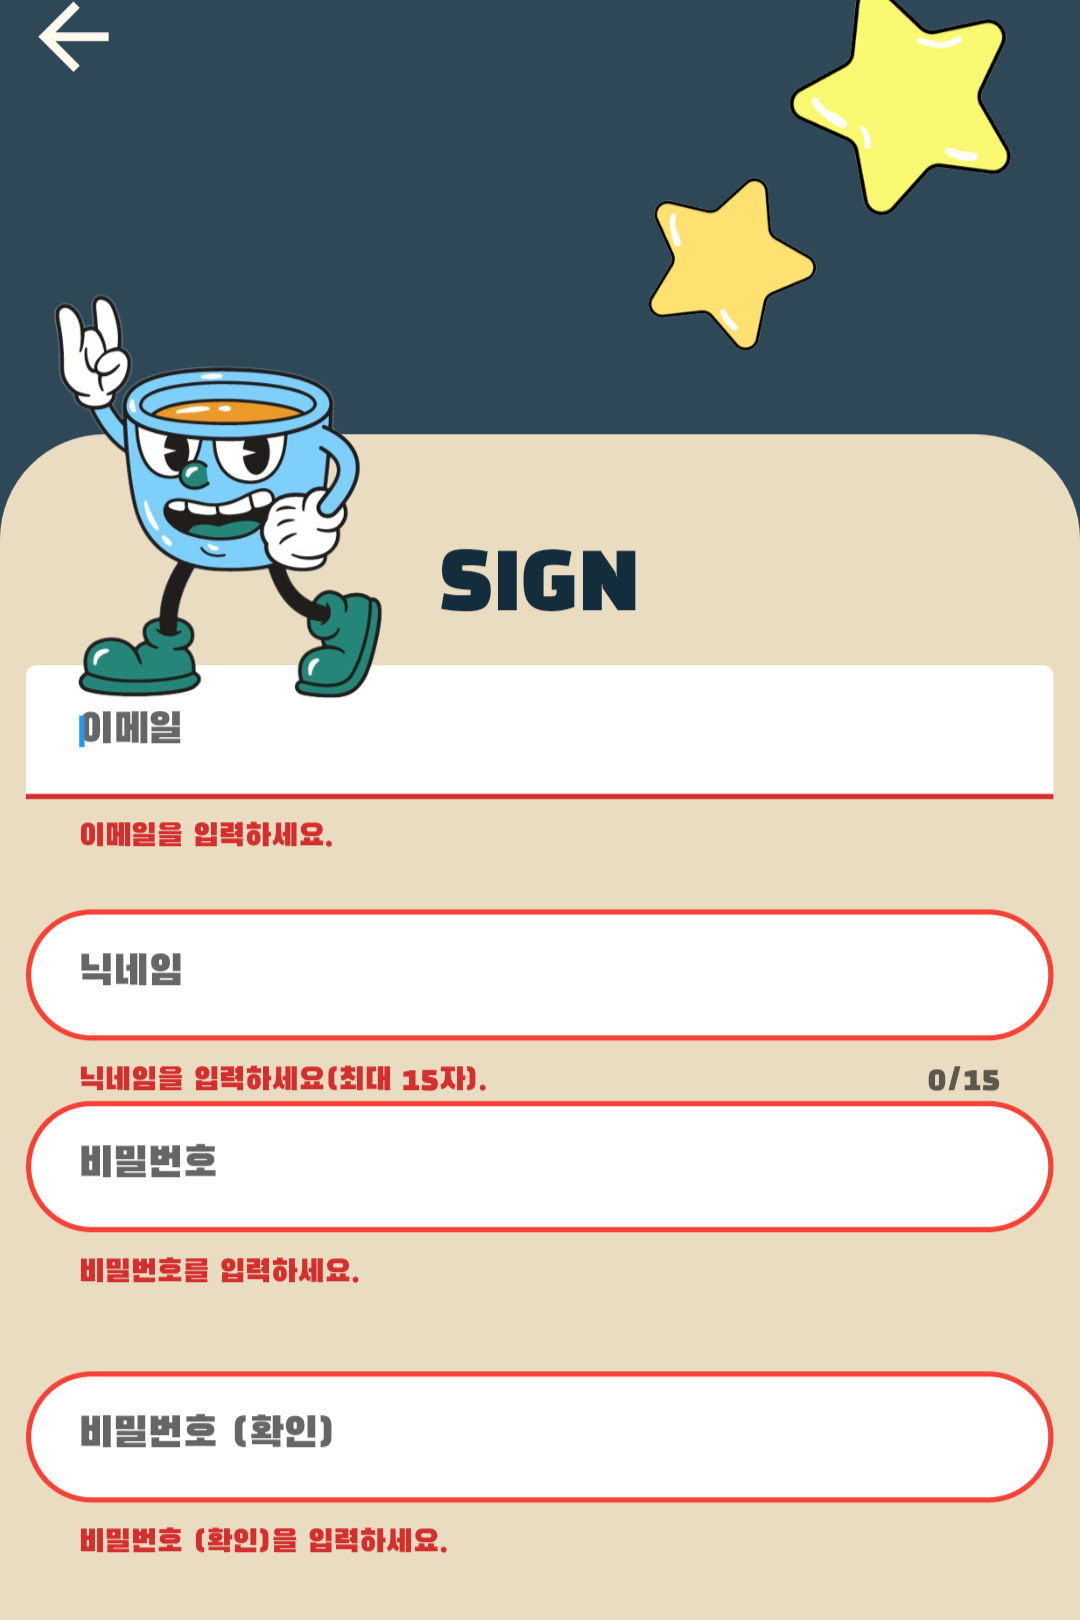 SIGN
이메일
이메일을 입력하세요.
닉네임
닉네임을 입력하세요(최대 15자).
0/15
비밀번호
비밀번호를 입력하세요.
비밀번호 (확인)
비밀번호 (확인)을 입력하세요.